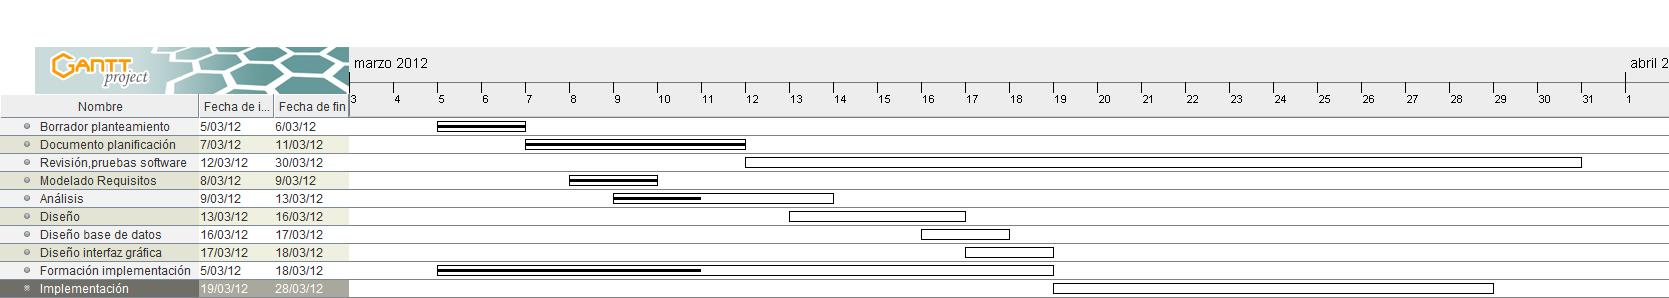 GANTT
project
marzo 2012
abril 2
Nombre Fecha de i... Fecha de fin
3 4 5 6 7 8 9 10 11 12 13 14 15 16 17 18 19 20 21 22 23 24 25 26 27 28 29 30 31 1
Borrador planteamiento 5/03/12 6/03/12
Documento planificación 7/03/12 11/03/12
Revisión,pruebas software 12/03/12 30/03/12
Modelado Requisitos 8/03/12 9/03/12
Análisis 9/03/12 13/03/12
Diseño 13/03/12 16/03/12
Diseño base de datos 16/03/12 17/03/12
Diseño interfaz gráfica 17/03/12 18/03/12
Formación implementación 5/03/12 18/03/12
Implementación 19/03/12 28/03/12